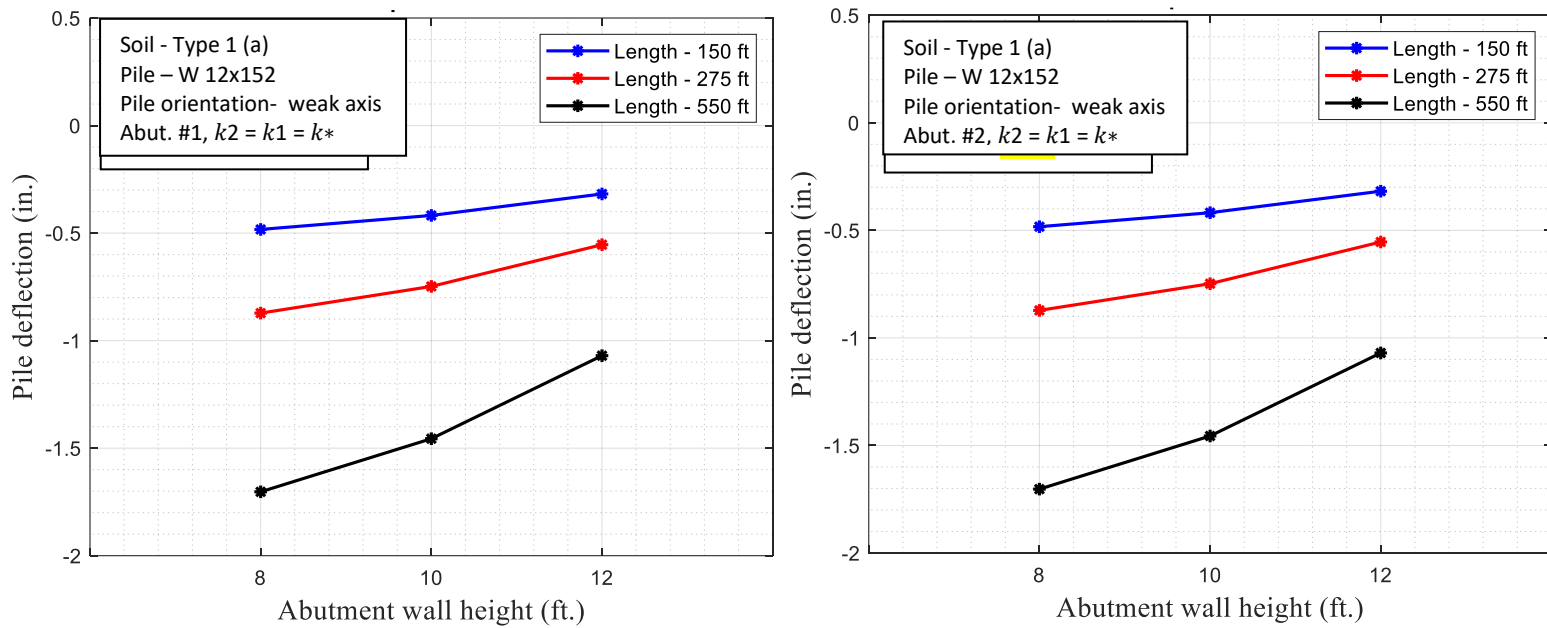 Soil - Type 1 (a)
Pile – W 12x152
Pile orientation- weak axis
Abut. #1, k2 = k1 = k*
Length - 150 ft
Length - 275 ft
Length - 550 ft
0.5
0
-0.5
-1
-1.5
-2
8
10
12
Pile deflection (in.)
Abutment wall height (ft.)
Soil - Type 1 (a)
Pile – W 12x152
Pile orientation- weak axis
Abut. #2, k2 = k1 = k*
Length - 150 ft
Length - 275 ft
Length - 550 ft
0.5
0
-0.5
-1
-1.5
-2
8
10
12
Pile deflection (in.)
Abutment wall height (ft.)